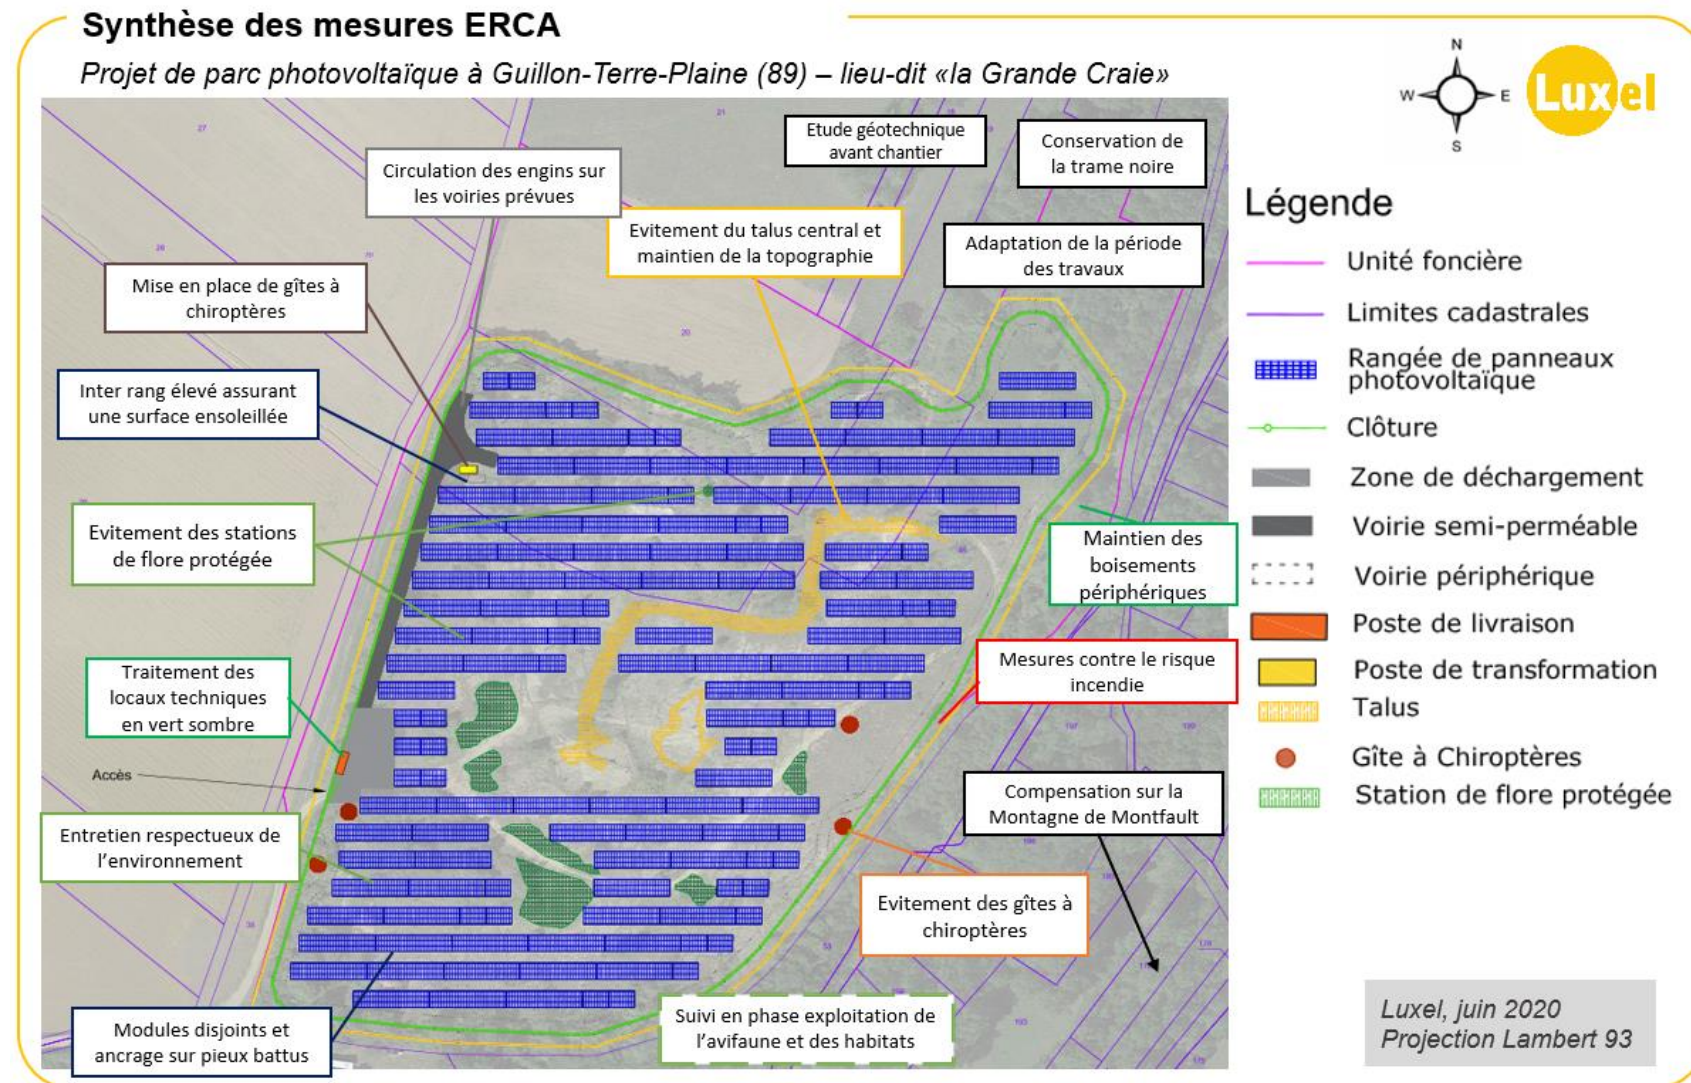 Synthèse des mesures ERCA
Projet de parc photovoltaïque à Guillon-Terre-Plaine (89) – lieu-dit «la Grande Craie»
N
W
E
S
Luxel
Etude géotechnique
avant chantier
Conservation de
la trame noire
Circulation des engins sur
les voiries prévues
Evitement du talus central et
maintien de la topographie
Adaptation de la période
des travaux
Mise en place de gîtes à
chiroptères
Inter rang élevé assurant
une surface ensoleillée
Evitement des stations
de flore protégée
Maintien des
boisements
périphériques
Traitement des
locaux techniques
en vert sombre
Mesures contre le risque
incendie
Accès
Compensation sur la
Montagne de Montfault
Entretien respectueux de
l'environnement
Evitement des gîtes à
chiroptères
Modules disjoints et
ancrage sur pieux battus
Suivi en phase exploitation de
l'avifaune et des habitats
27
21
28
20
Légende
Unité foncière
Limites cadastrales
Rangée de panneaux
photovoltaïque
Clôture
Zone de déchargement
Voirie semi-perméable
Voirie périphérique
Poste de livraison
Poste de transformation
Talus
Gîte à Chiroptères
Station de flore protégée
Luxel, juin 2020
Projection Lambert 93